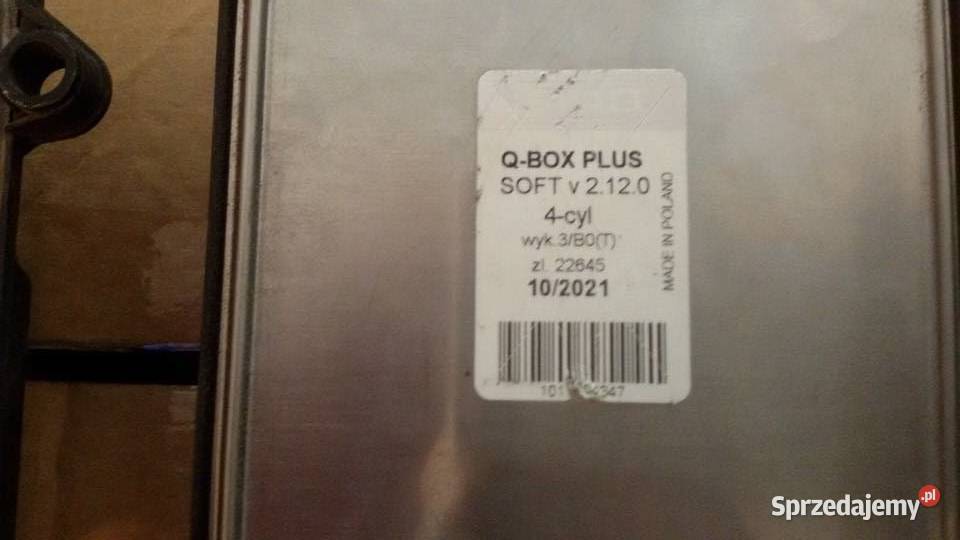 Q-BOX PLUS
SOFT v 2.12.0
4-cyl
wyk.3/B0(T)
zl. 22645
10/2021
MADE IN POLAND
Sprzedajemy.pl